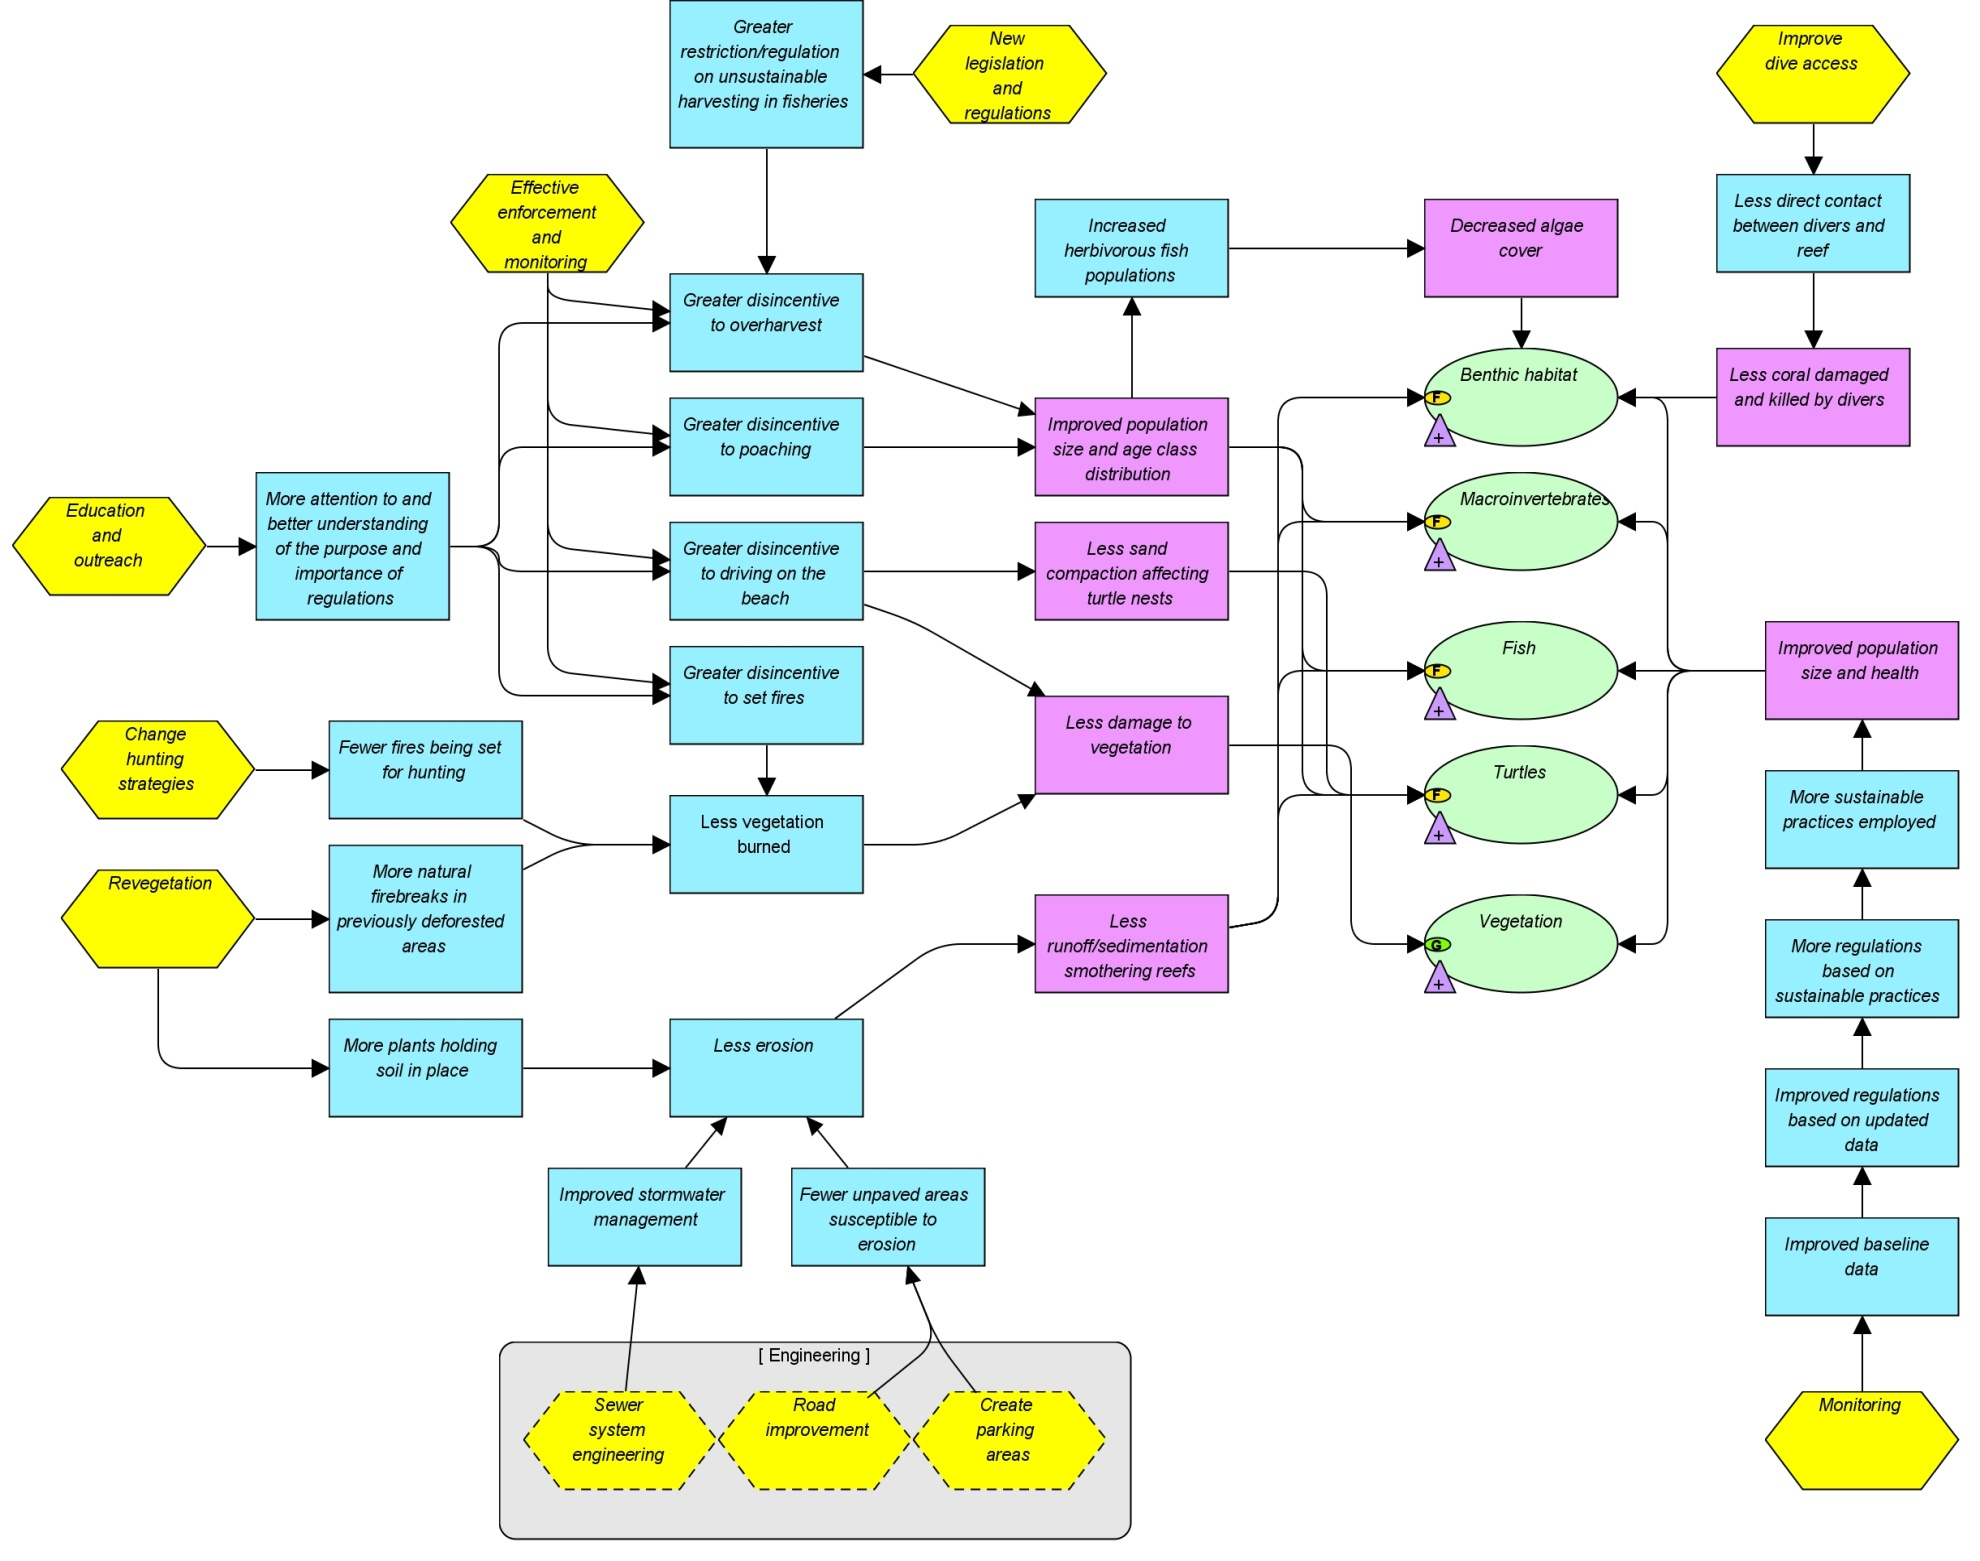 Greater
restriction/regulation
on unsustainable
harvesting in fisheries
New
legislation
and
regulations
Improve
dive access
Effective
enforcement
and
monitoring
Increased
herbivorous fish
populations
Decreased algae
cover
Less direct contact
between divers and
reef
Greater disincentive
to overharvest
Greater disincentive
to poaching
Improved population
size and age class
distribution
Benthic habitat
F
+
Less coral damaged
and killed by divers
Education
and
outreach
More attention to and
better understanding
of the purpose and
importance of
regulations
Greater disincentive
to driving on the
beach
Less sand
compaction affecting
turtle nests
Macroinvertebrates
F
+
Greater disincentive
to set fires
Less damage to
vegetation
Fish
F
+
Improved population
size and health
Change
hunting
strategies
Fewer fires being set
for hunting
Less vegetation
burned
Turtles
F
+
More sustainable
practices employed
Revegetation
More natural
firebreaks in
previously deforested
areas
Less
runoff/sedimentation
smothering reefs
Vegetation
G
+
More regulations
based on
sustainable practices
More plants holding
soil in place
Less erosion
Improved regulations
based on updated
data
Improved stormwater
management
Fewer unpaved areas
susceptible to
erosion
Improved baseline
data
[ Engineering ]
Sewer
system
engineering
Road
improvement
Create
parking
areas
Monitoring